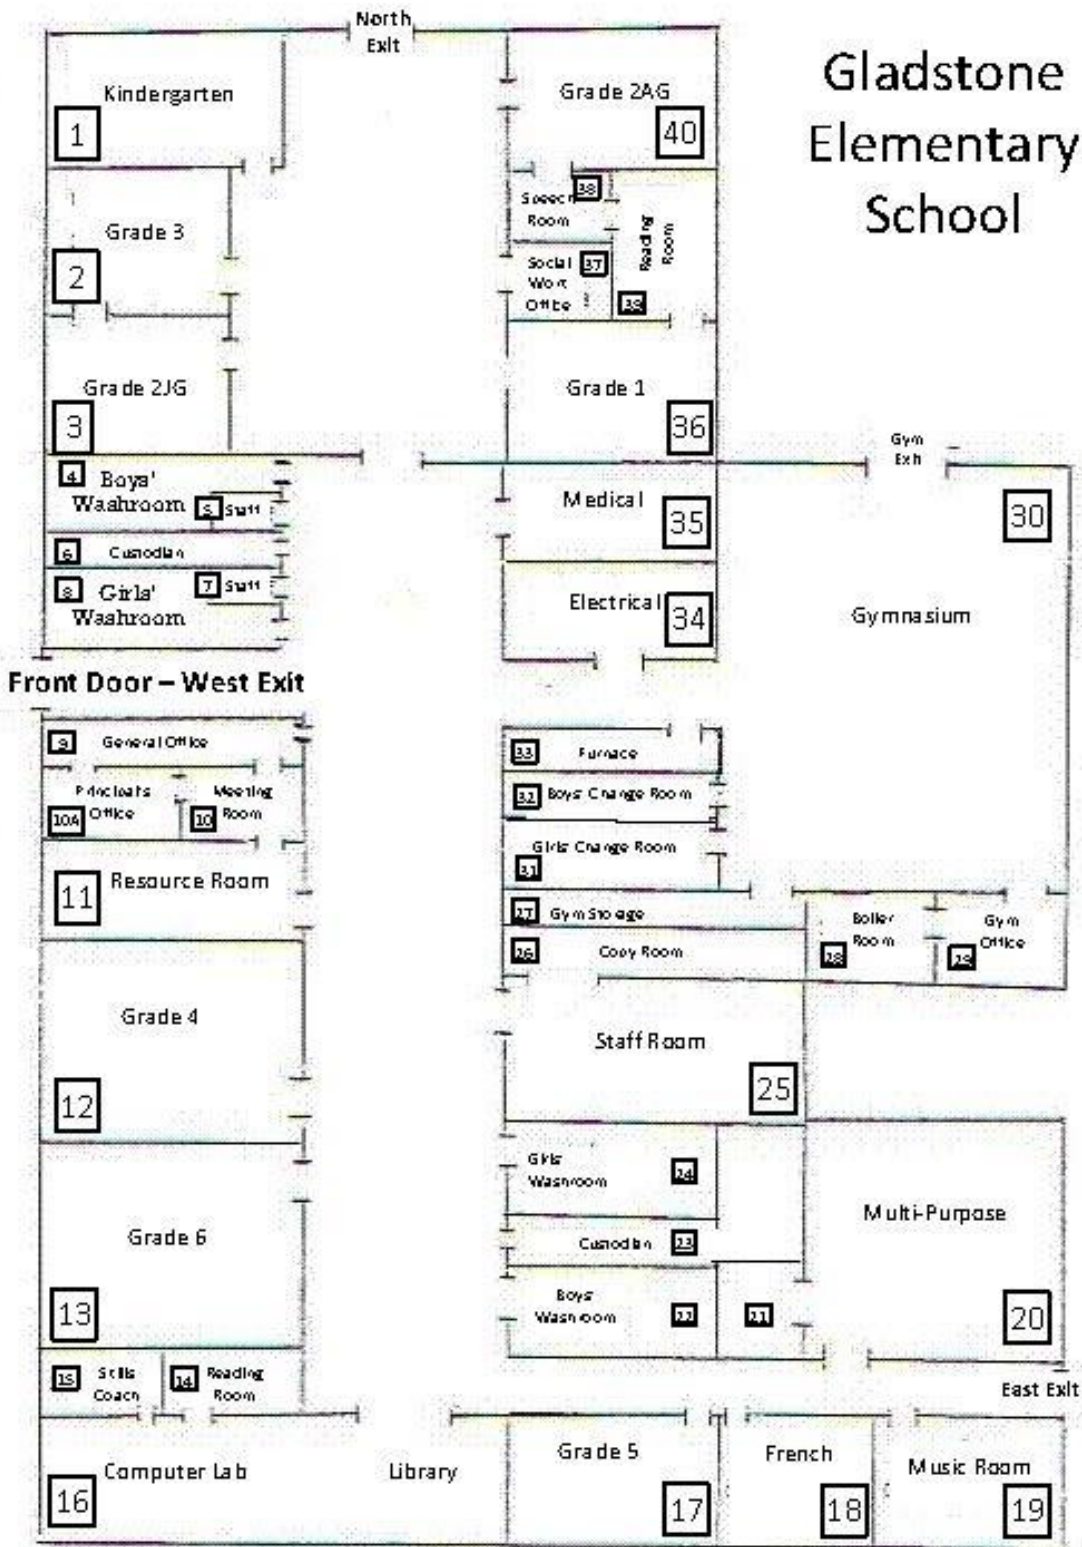 North
Exit
Gladstone
Elementary
School
Kindergarten
1
Grade 2AG
40
Grade 3
2
38
Speech
Room
Reading
Room
37
Social
Work
Office
Grade 2JG
3
Grade 1
36
Gym
Exit
4
Boys'
Washroom
5 Staff
6 Custodian
7 Staff
8 Girls'
Washroom
Medical
35
30
Electrical
34
Gymnasium
Front Door – West Exit
9 General Office
Principal's
Office
10A
Meeting
Room
10
33 Furnace
32 Boys Change Room
Girls Change Room
31
11 Resource Room
27 Gym Storage
26 Copy Room
Boiler
Room
28
Gym
Office
29
Grade 4
12
Staff Room
25
Girls
Washroom
24
Custodian 23
Multi-Purpose
20
Grade 6
13
Boys
Washroom
22
21
15 Skills
Coach
14 Reading
Room
East Exit
Computer Lab
16
Library
Grade 5
17
French
18
Music Room
19